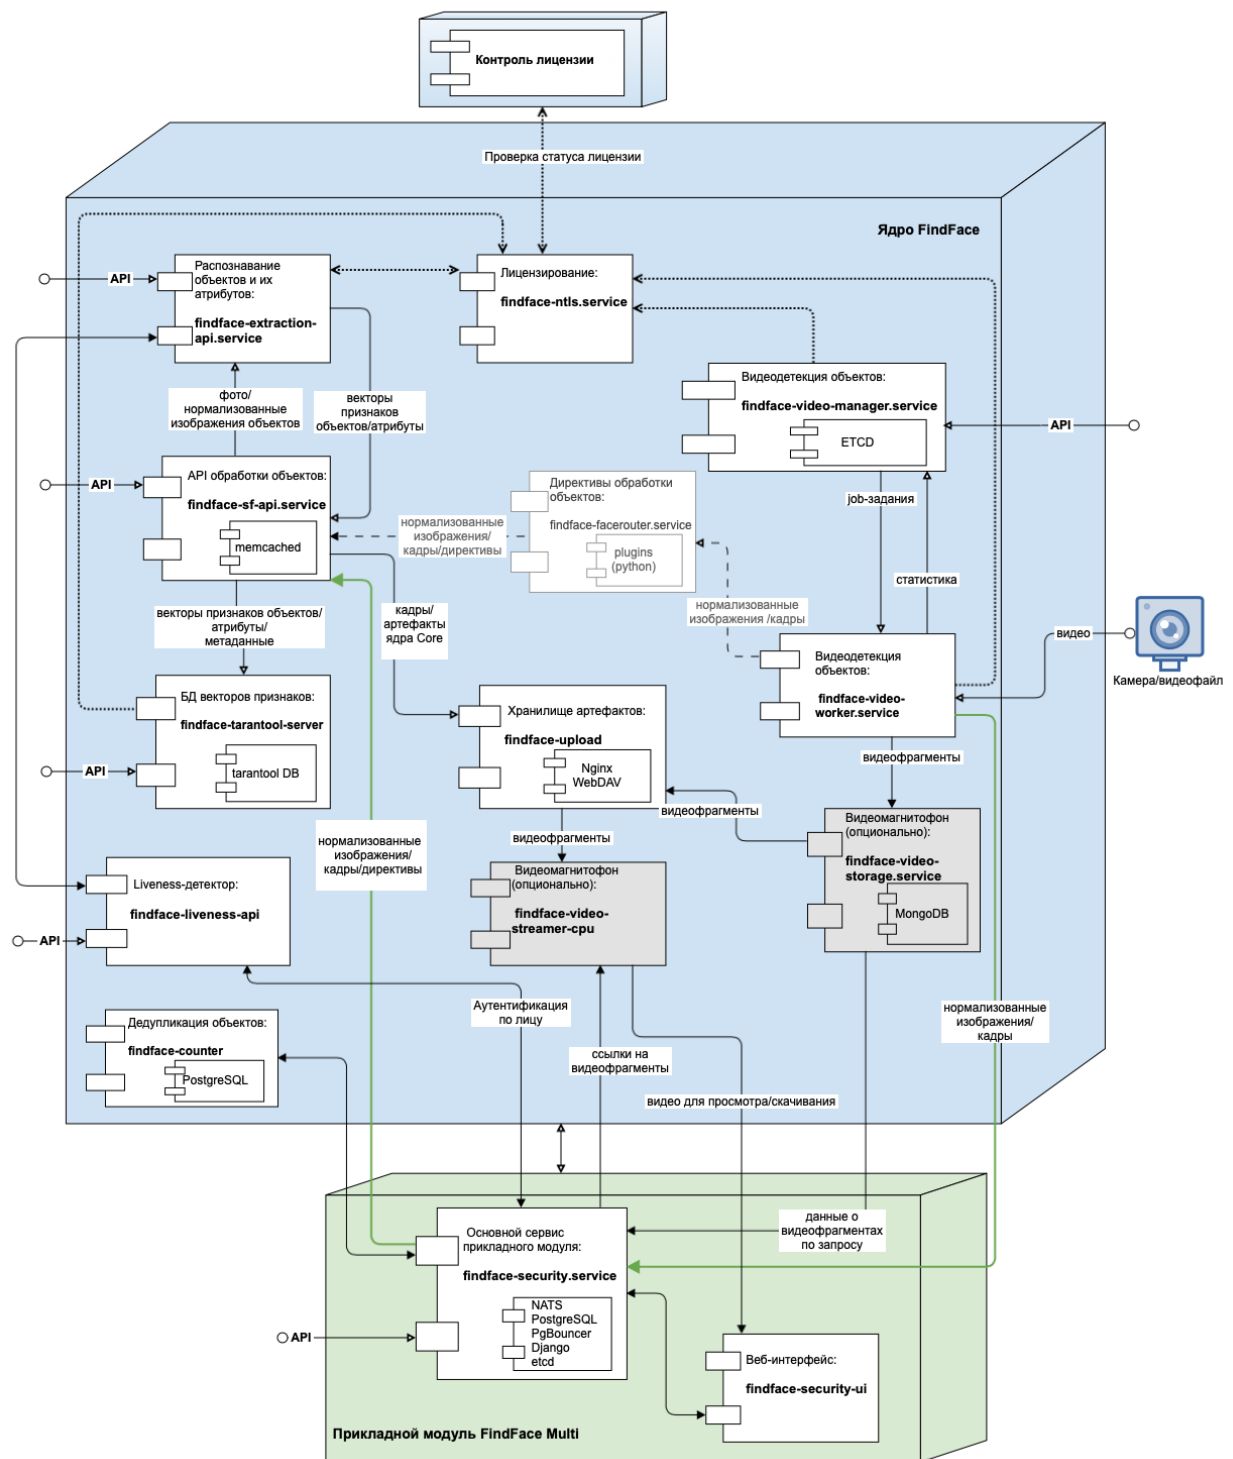 Контроль лицензии
Проверка статуса лицензии
Ядро FindFace
API
Распознавание
объектов и их
атрибутов:
findface-extraction-
api.service
Лицензирование:
findface-ntls.service
фото/
нормализованные
изображения объектов
векторы
признаков
объектов/атрибуты
Видеодетекция объектов:
findface-video-manager.service
ETCD
API
API
API обработки объектов:
findface-sf-api.service
memcached
нормализованные
изображения/
кадры/директивы
Директивы обработки
объектов:
findface-facerouter.service
plugins
(python)
job-задания
статистика
нормализованные
изображения /кадры
векторы признаков объектов/
атрибуты/
метаданные
кадры/
артефакты
ядра Core
видео
Камера/видеофайл
Видеодетекция
объектов:
findface-video-
worker.service
БД векторов признаков:
findface-tarantool-server
tarantool DB
API
Хранилище артефактов:
findface-upload
Nginx
WebDAV
видеофрагменты
видеофрагменты
видеофрагменты
нормализованные
изображения/
кадры/директивы
Видеомагнитофон
(опционально):
findface-video-
streamer-cpu
Видеомагнитофон
(опционально):
findface-video-
storage.service
MongoDB
Liveness-детектор:
findface-liveness-api
API
Аутентификация
по лицу
нормализованные
изображения/
кадры
Дедупликация объектов:
findface-counter
PostgreSQL
ссылки на
видеофрагменты
видео для просмотра/скачивания
данные о
видеофрагментах
по запросу
Основной сервис
прикладного модуля:
findface-security.service
NATS
PostgreSQL
PgBouncer
Django
etcd
API
Веб-интерфейс:
findface-security-ui
Прикладной модуль FindFace Multi